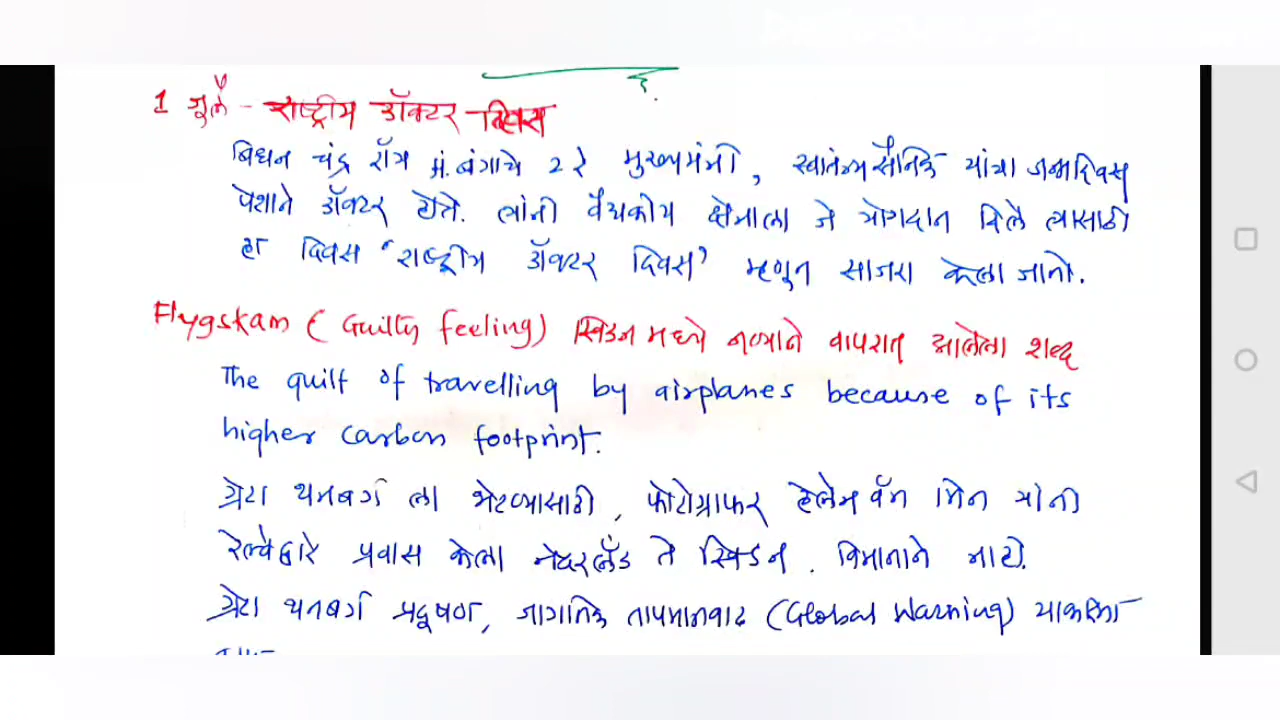 1 जुलै - राष्ट्रीय डॉक्टर दिवस
बिधन चंद्र रॉय प. बंगाचे 2 रे मुख्यमंत्री, स्वातंत्र्यसैनिक यांचा जन्मदिवस
पेशाने डॉक्टर होते. त्यांनी वैद्यकीय क्षेत्राला जे योगदान दिले त्यासाठी
हा दिवस 'राष्ट्रीय डॉक्टर दिवस' म्हणून साजरा केला जातो.
Flygskam (Guilty feeling) स्विडन मध्ये नव्याने वापरात आलेला शब्द
The guilt of travelling by airplanes because of its
higher carbon footprint.
ग्रेटा थनबर्ग ला भेटण्यासाठी, फोटोग्राफर हेलेन वॅन मिन यांनी
रेल्वेद्वारे प्रवास केला नेदरलँड ते स्विडन. विमानाने नाही.
ग्रेटा थनबर्ग प्रदूषण, जागतिक तापमानवाढ (Global Warming) याकरिता